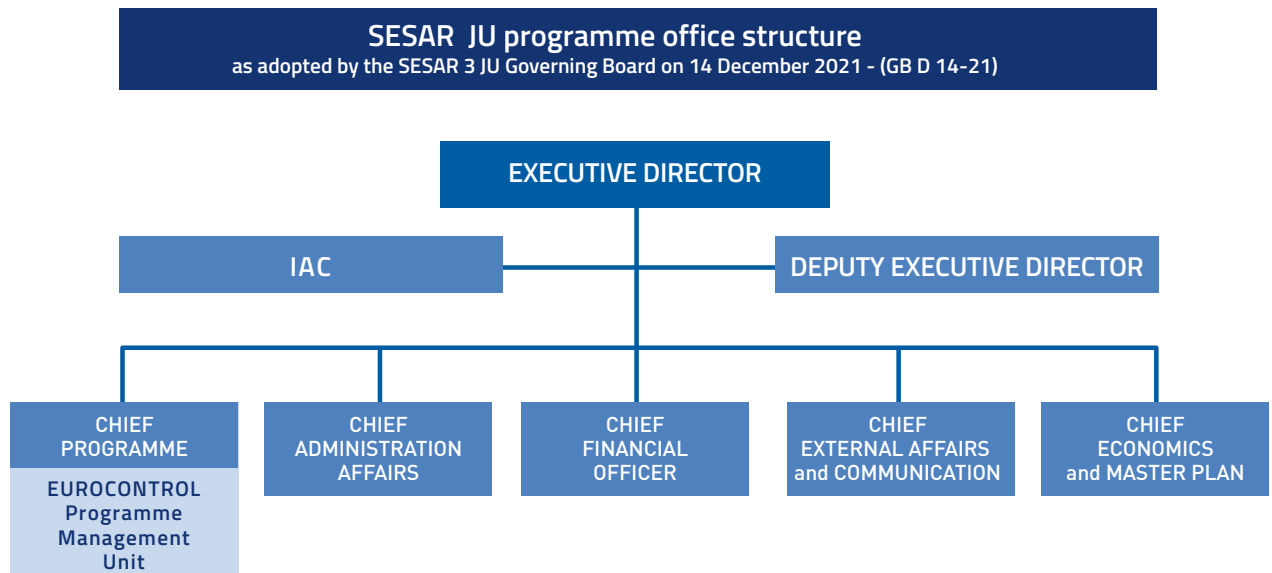 SESAR JU programme office structure
as adopted by the SESAR 3 JU Governing Board on 14 December 2021 - (GB D 14-21)
EXECUTIVE DIRECTOR
IAC
DEPUTY EXECUTIVE DIRECTOR
CHIEF
PROGRAMME
EUROCONTROL
Programme
Management
Unit
CHIEF
ADMINISTRATION
AFFAIRS
CHIEF
FINANCIAL
OFFICER
CHIEF
EXTERNAL AFFAIRS
and COMMUNICATION
CHIEF
ECONOMICS
and MASTER PLAN